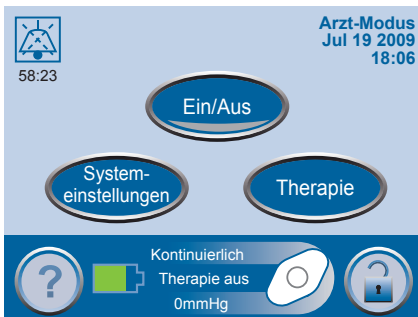 58:23
Arzt-Modus
Jul 19 2009
18:06
Ein/Aus
System-
einstellungen
Therapie
?
Kontinuierlich
Therapie aus
0mmHg